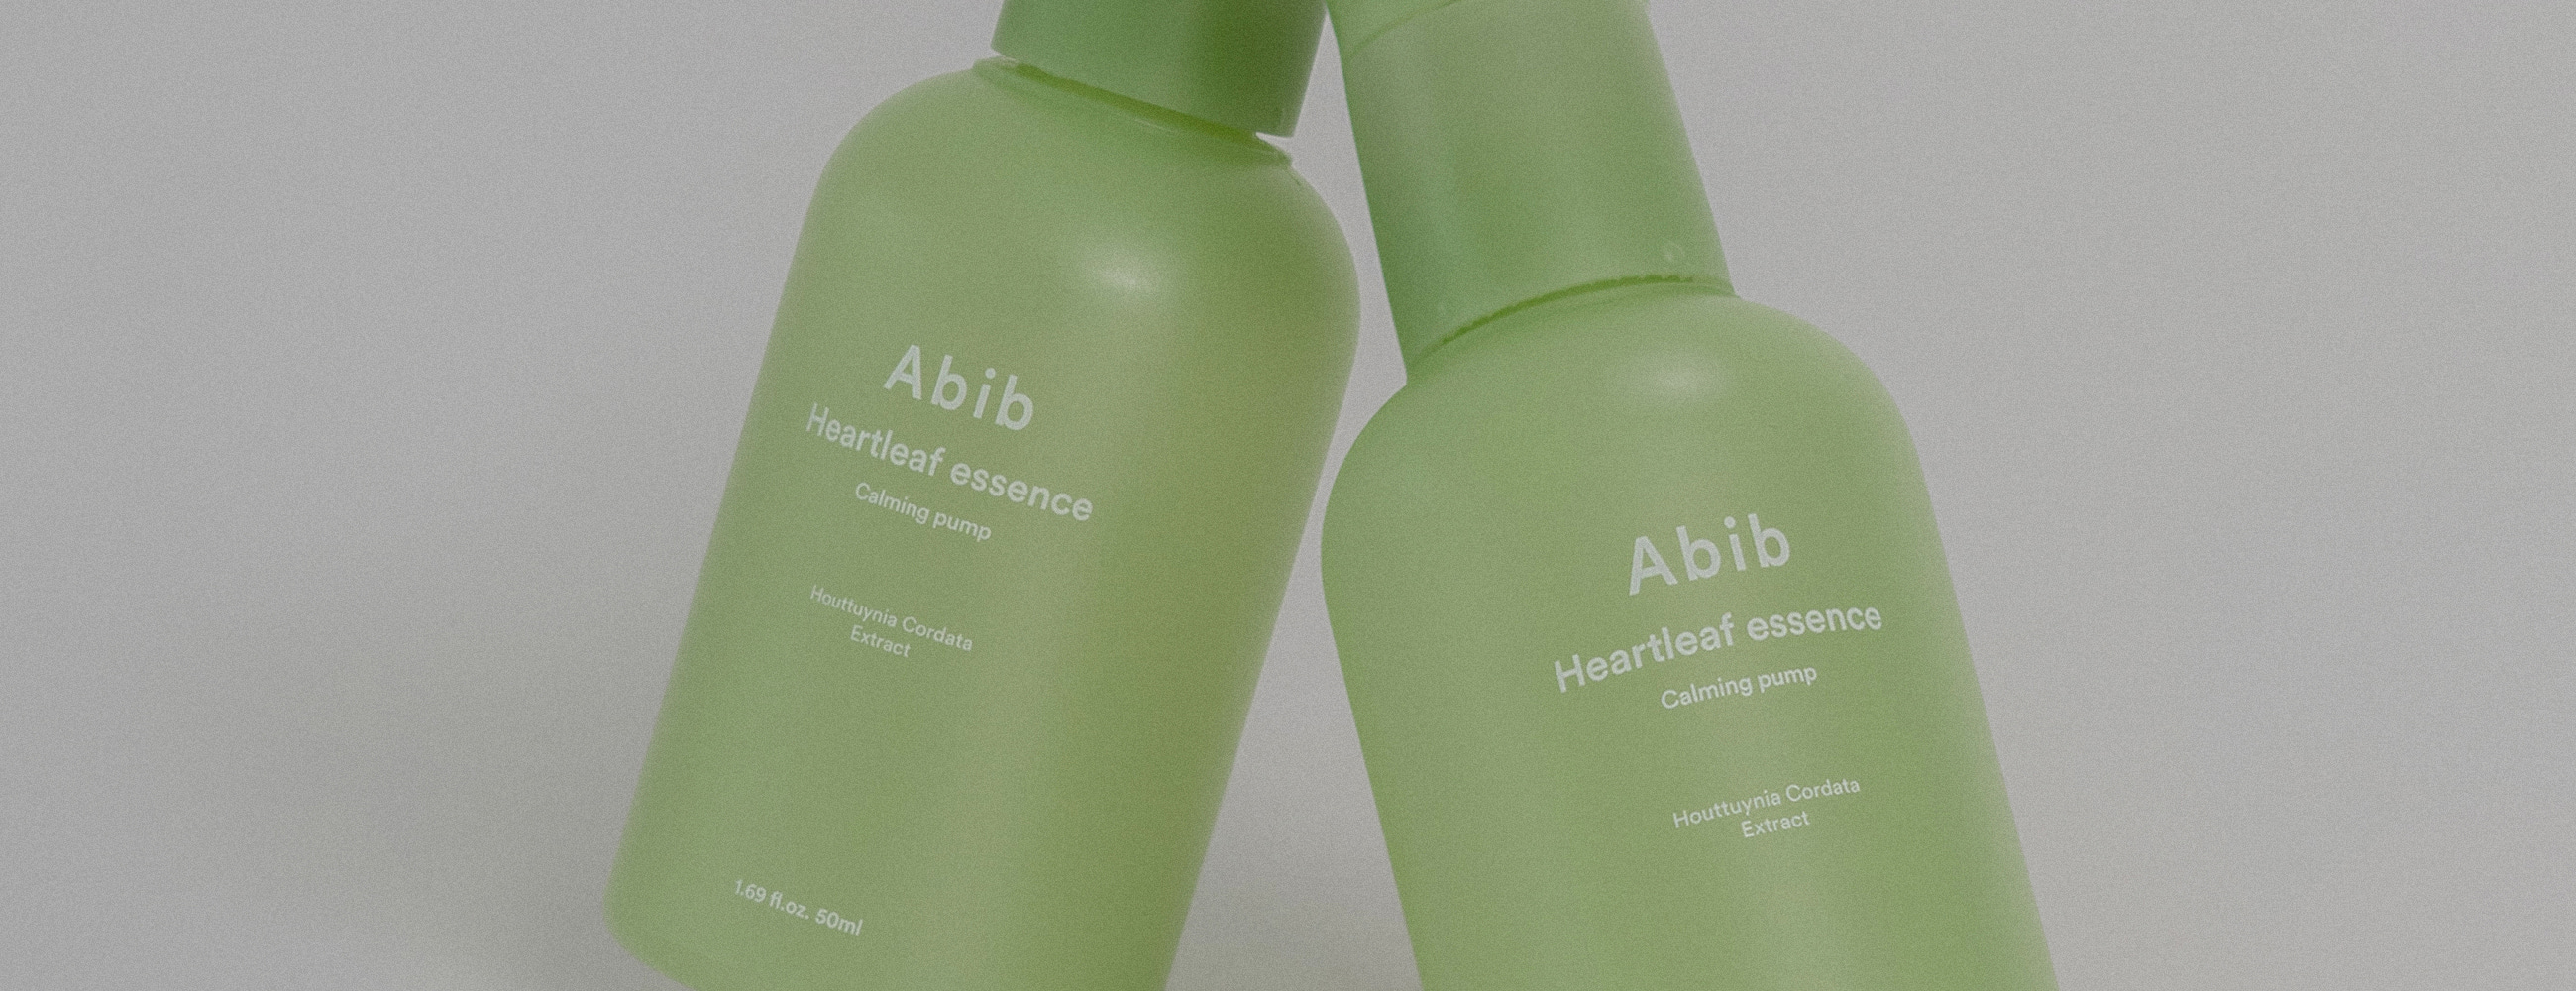 Abib
Heartleaf essence
Calming pump
Houttuynia Cordata
Extract
1.69 fl.oz. 50ml
Abib
Heartleaf essence
Calming pump
Houttuynia Cordata
Extract